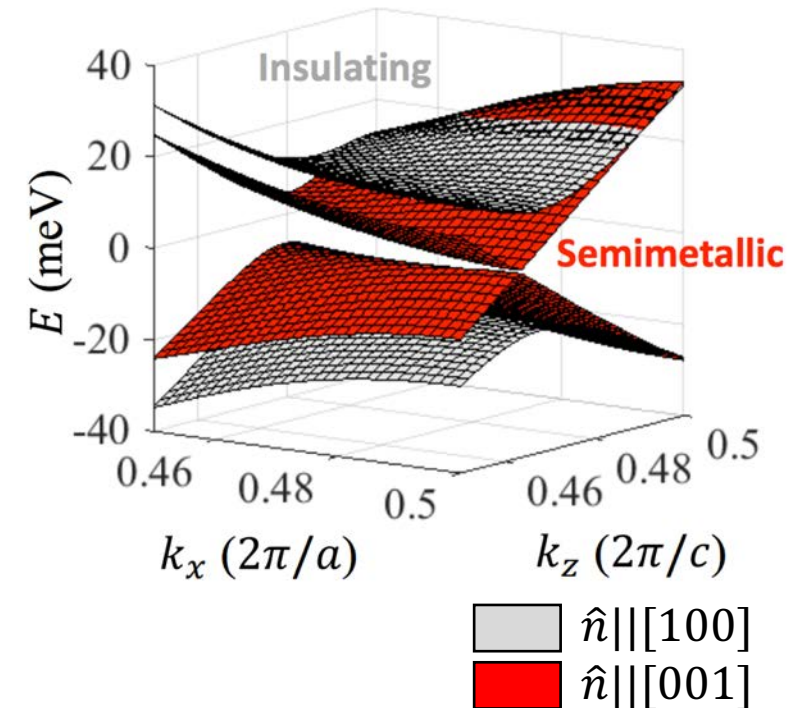 Insulating
Semimetallic
E (meV)
40
20
0
-20
-40
0.46
0.48
0.5
k_x (2π/a)
0.46
0.48
0.5
k_z (2π/c)
n̂||[100]
n̂||[001]